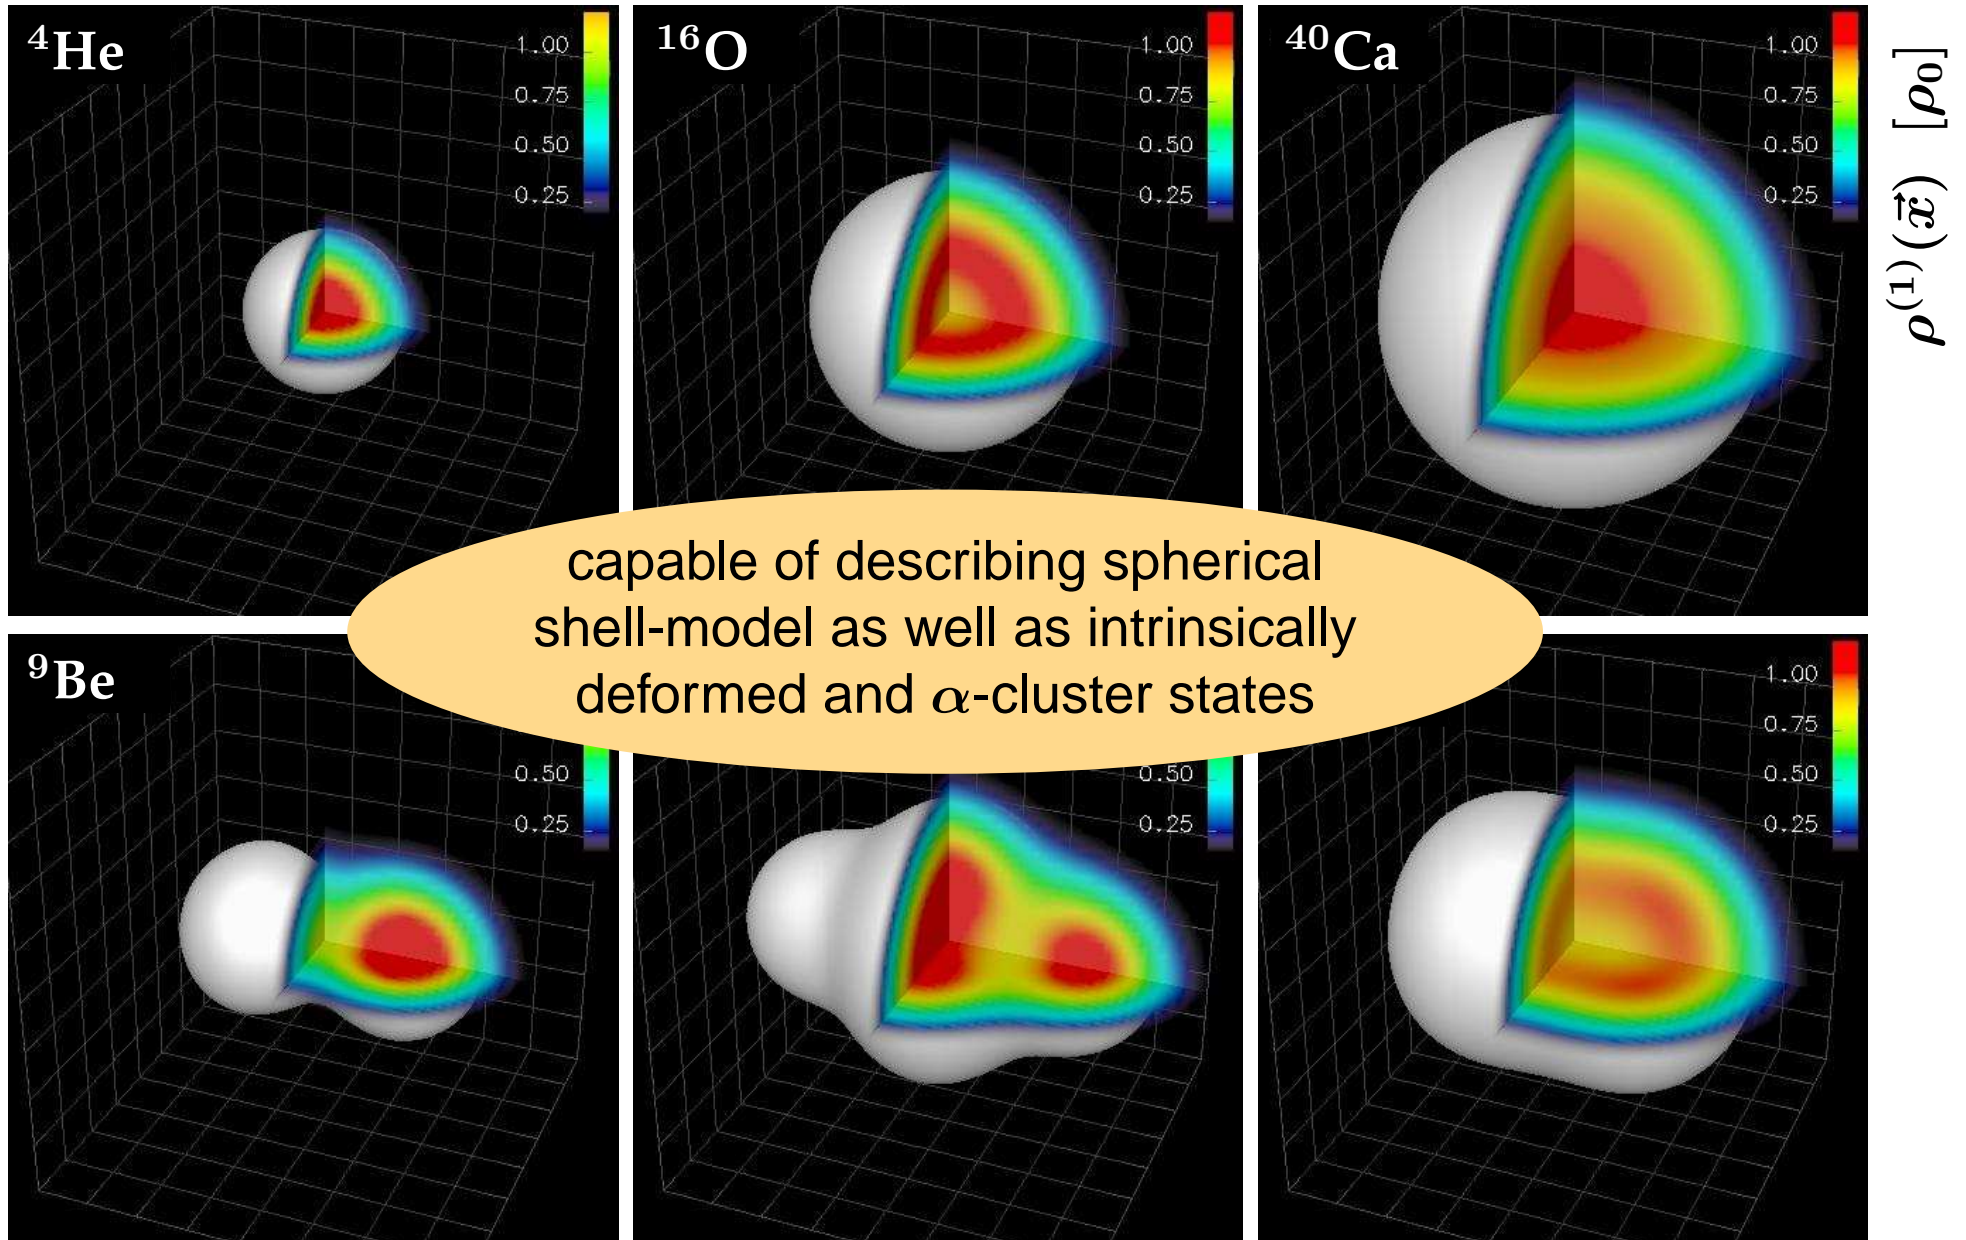 ⁴He
1.00
0.75
0.50
0.25
¹⁶O
1.00
0.75
0.50
0.25
⁴⁰Ca
1.00
0.75
0.50
0.25
ρ⁽¹⁾(x⃗) [ρ₀]
capable of describing spherical
shell-model as well as intrinsically
deformed and α-cluster states
⁹Be
0.50
0.25
0.50
0.25
1.00
0.75
0.50
0.25